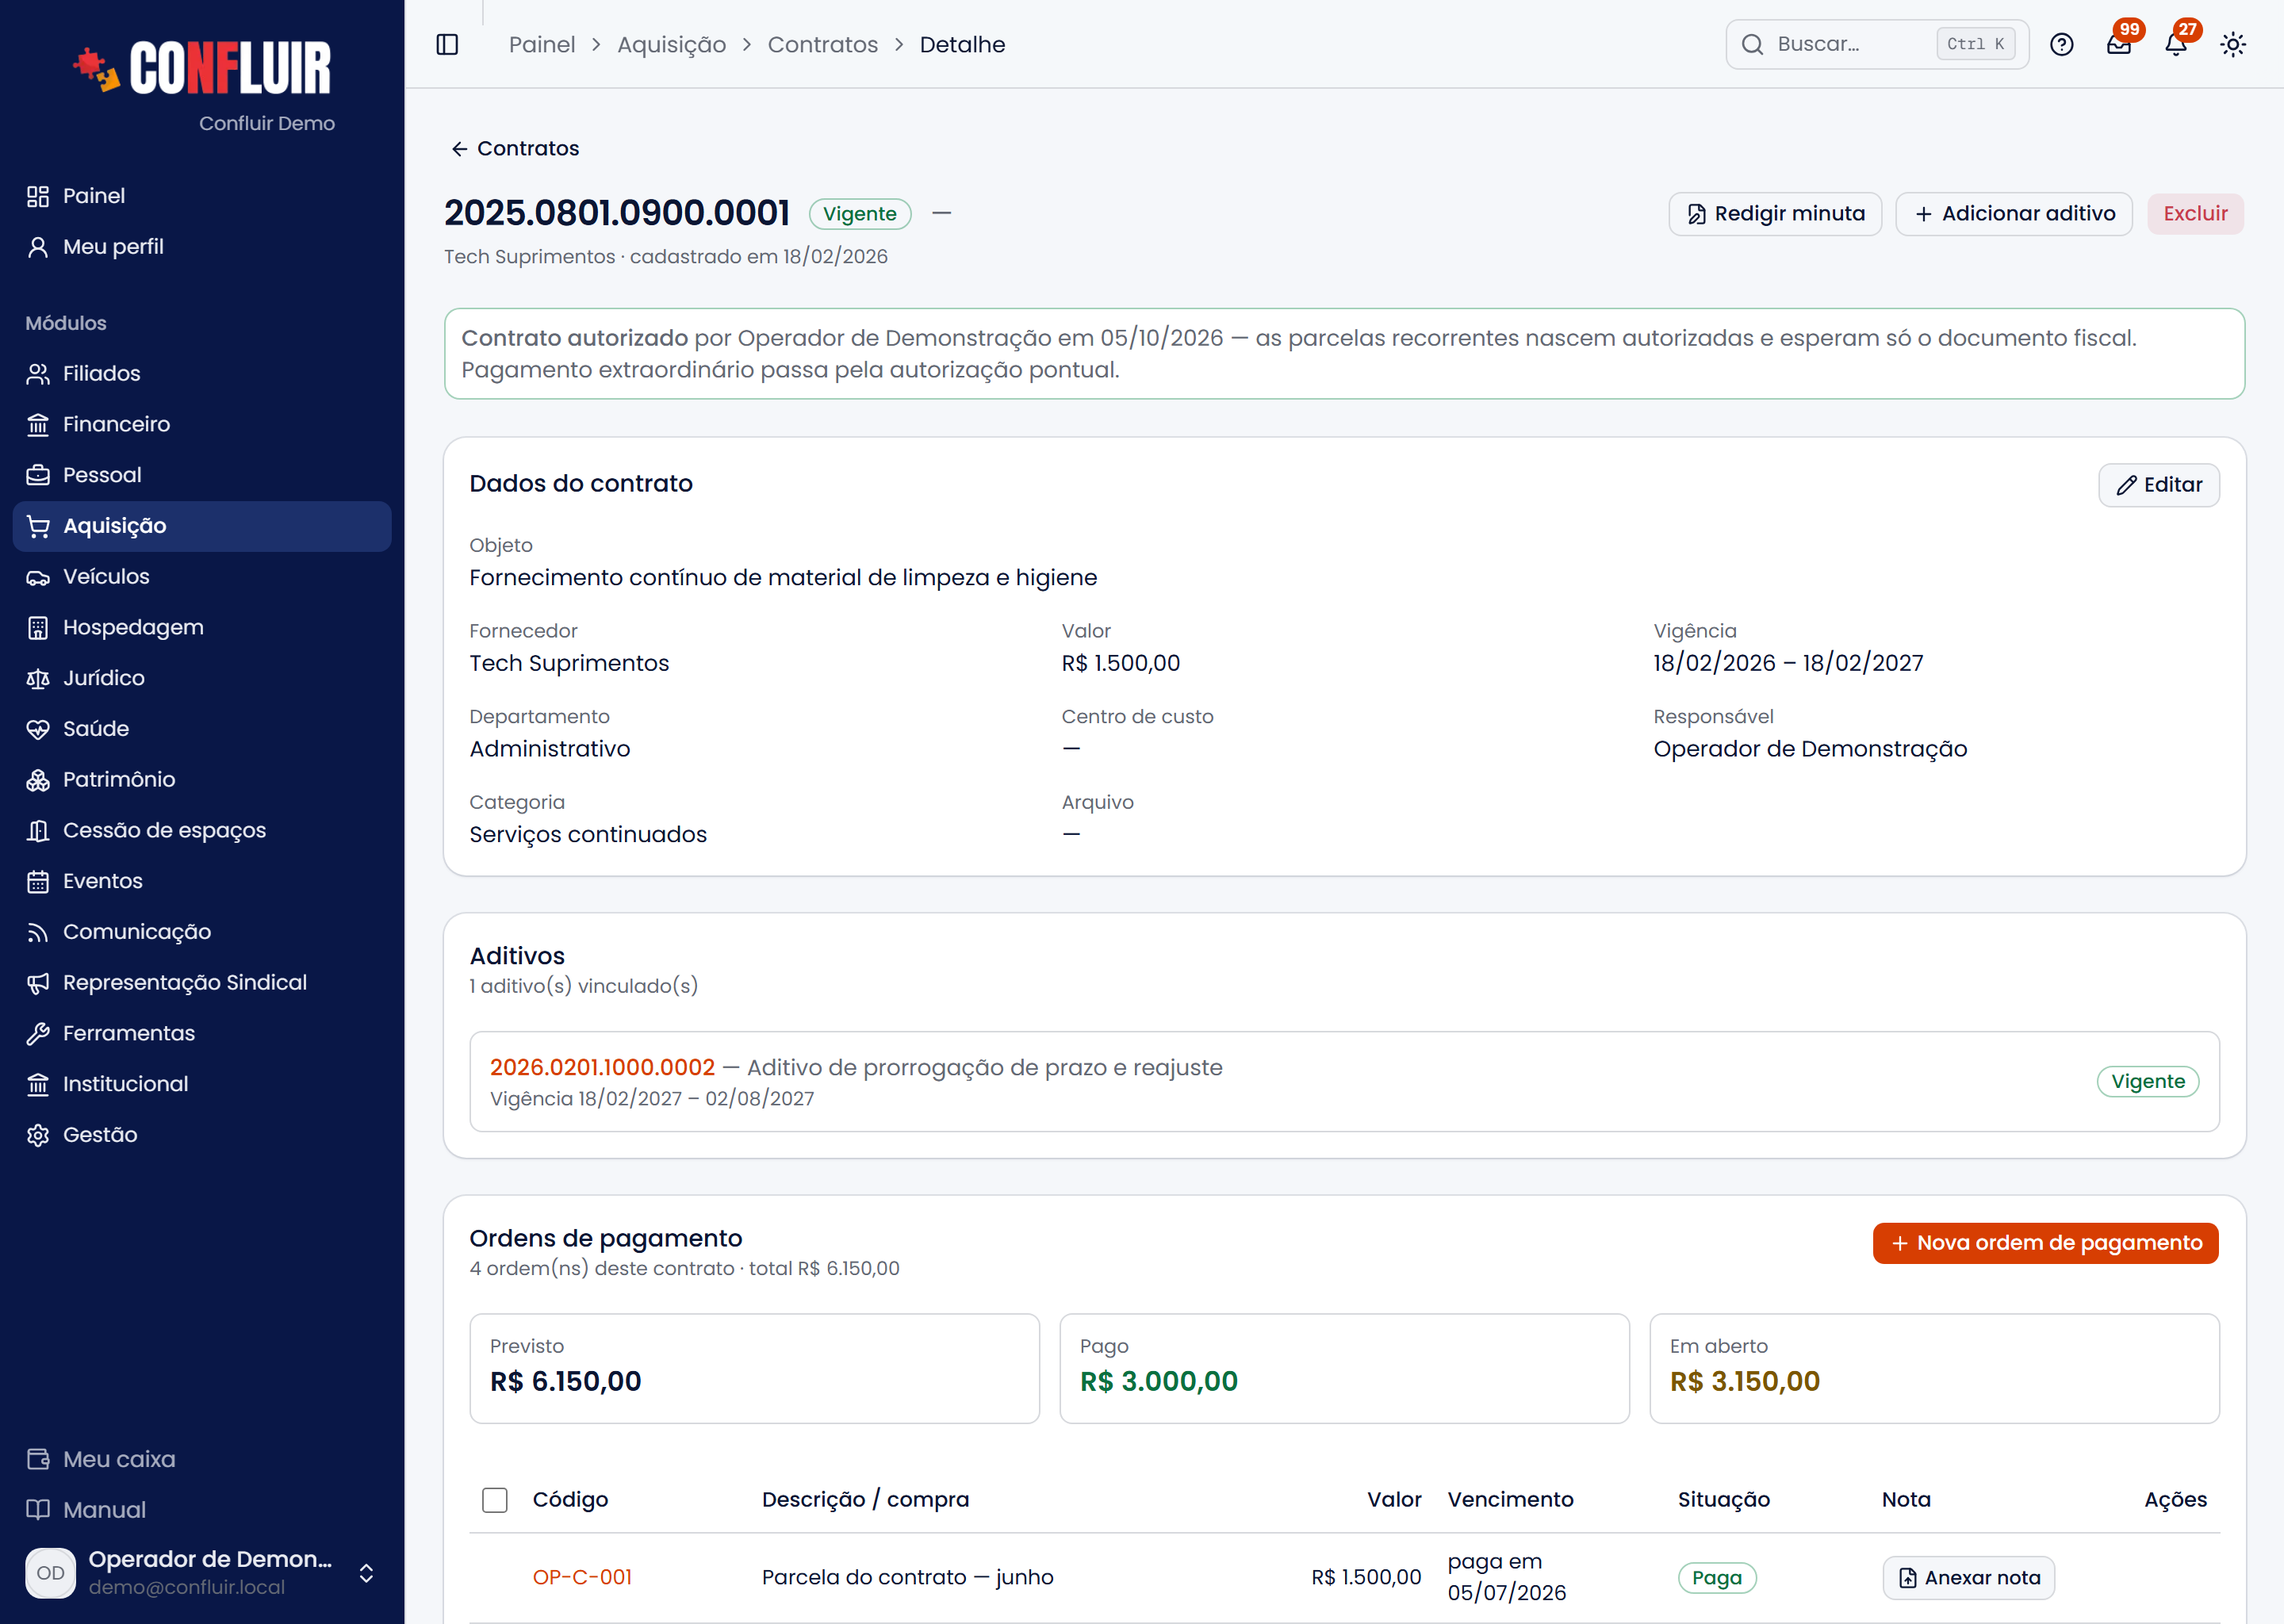 CONFLUIR
Confluir Demo
Painel
Meu perfil
Módulos
Filiados
Financeiro
Pessoal
Aquisição
Veículos
Hospedagem
Jurídico
Saúde
Patrimônio
Cessão de espaços
Eventos
Comunicação
Representação Sindical
Ferramentas
Institucional
Gestão
Meu caixa
Manual
OD
Operador de Demon...
demo@confluir.local
Painel > Aquisição > Contratos > Detalhe
Buscar...
Ctrl K
99
27
← Contratos
2025.0801.0900.0001 Vigente —
Tech Suprimentos · cadastrado em 18/02/2026
Redigir minuta
+ Adicionar aditivo
Excluir
Contrato autorizado por Operador de Demonstração em 05/10/2026 — as parcelas recorrentes nascem autorizadas e esperam só o documento fiscal.
Pagamento extraordinário passa pela autorização pontual.
Dados do contrato
Editar
Objeto
Fornecimento contínuo de material de limpeza e higiene
Fornecedor
Tech Suprimentos
Valor
R$ 1.500,00
Vigência
18/02/2026 – 18/02/2027
Departamento
Administrativo
Centro de custo
—
Responsável
Operador de Demonstração
Categoria
Serviços continuados
Arquivo
—
Aditivos
1 aditivo(s) vinculado(s)
2026.0201.1000.0002 — Aditivo de prorrogação de prazo e reajuste
Vigência 18/02/2027 – 02/08/2027
Vigente
Ordens de pagamento
4 ordem(ns) deste contrato · total R$ 6.150,00
+ Nova ordem de pagamento
Previsto
R$ 6.150,00
Pago
R$ 3.000,00
Em aberto
R$ 3.150,00
Código Descrição / compra Valor Vencimento Situação Nota Ações
OP-C-001 Parcela do contrato — junho R$ 1.500,00 paga em
05/07/2026
Paga
Anexar nota